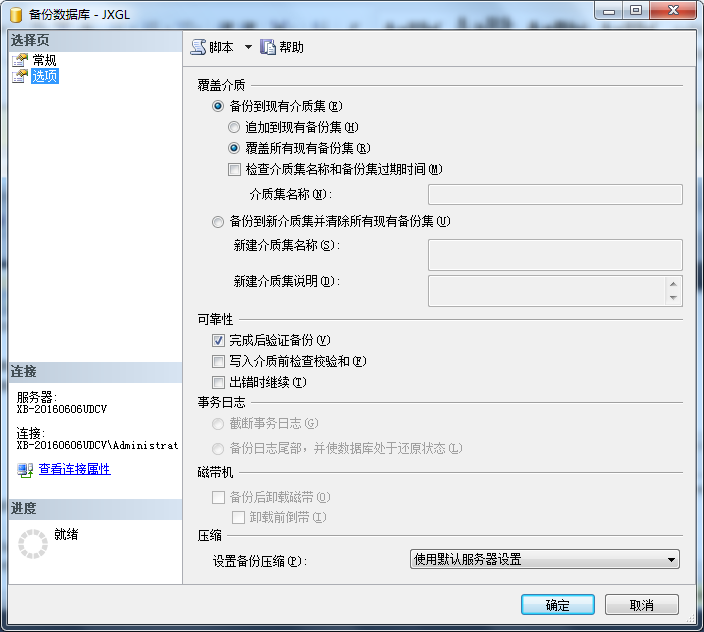 备份数据库 - JXGL
选择页
常规
选项
脚本
帮助
覆盖介质
备份到现有介质集(E)
追加到现有备份集(H)
覆盖所有现有备份集(R)
检查介质集名称和备份集过期时间(M)
介质集名称(N):
备份到新介质集并清除所有现有备份集(U)
新建介质集名称(S):
新建介质集说明(D):
可靠性
完成后验证备份(V)
写入介质前检查校验和(F)
出错时继续(T)
事务日志
截断事务日志(G)
备份日志尾部，并使数据库处于还原状态(L)
磁带机
备份后卸载磁带(O)
卸载前倒带(I)
压缩
设置备份压缩(P):
使用默认服务器设置
连接
服务器:
XB-20160606UDCV
连接:
XB-20160606UDCV\Administrat
查看连接属性
进度
就绪
确定
取消